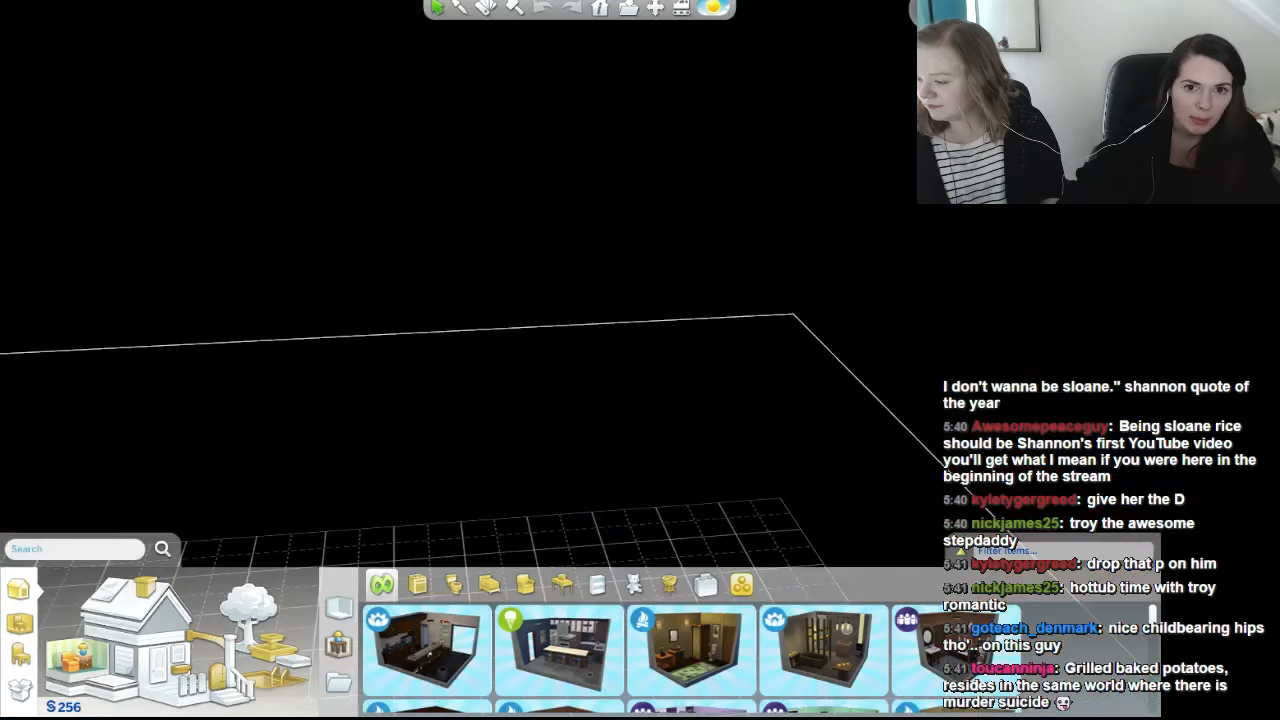 I don't wanna be sloane." shannon quote of
the year
5:40 Awesomepeaceguy: Being sloane rice
should be Shannon's first YouTube video
you'll get what I mean if you were here in the
beginning of the stream
5:40 kyletygergreed: give her the D
5:40 nickjames25: troy the awesome
stepdaddy
5:41 kyletygergreed: drop that p on him
5:41 nickjames25: hottub time with troy
romantic
5:41 goteach_denmark: nice childbearing hips
tho'.. on this guy
5:41 toucanninja: Grilled baked potatoes,
resides in the same world where there is
murder suicide
Search
Filter Items...
§256